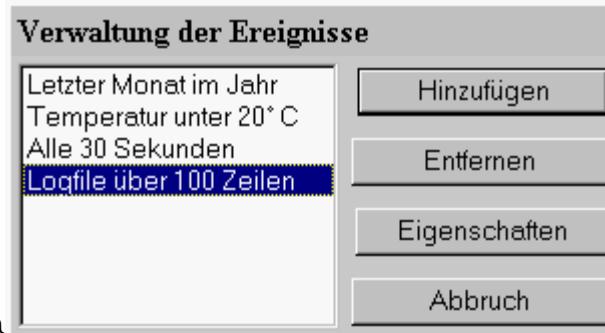 Verwaltung der Ereignisse
Letzter Monat im Jahr
Temperatur unter 20° C
Alle 30 Sekunden
Logfile über 100 Zeilen
Hinzufügen
Entfernen
Eigenschaften
Abbruch